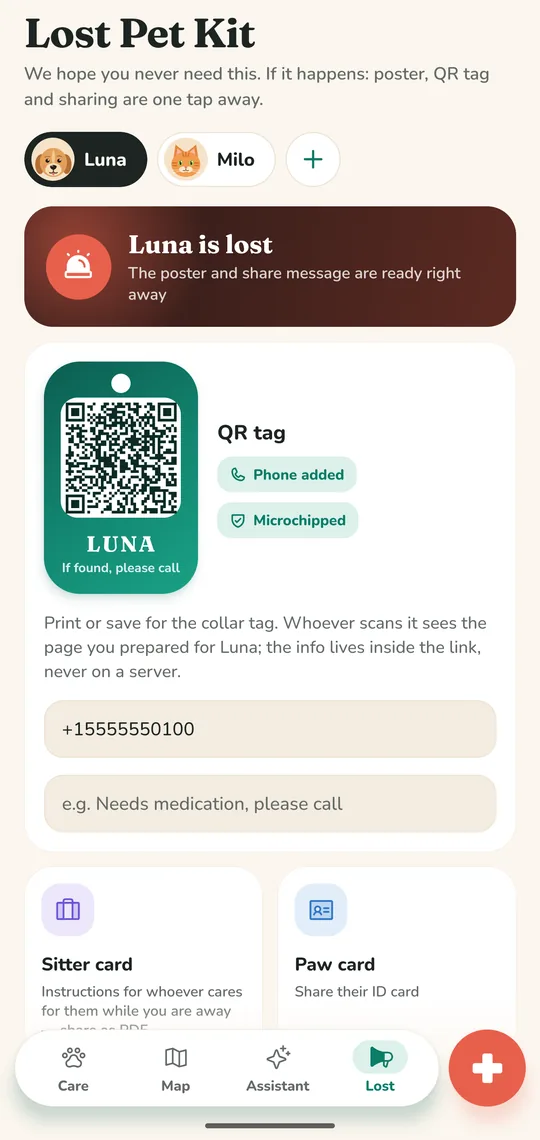 Lost Pet Kit
We hope you never need this. If it happens: poster, QR tag
and sharing are one tap away.
Luna
Milo
Luna is lost
The poster and share message are ready right
away
QR tag
Phone added
Microchipped
LUNA
If found, please call
Print or save for the collar tag. Whoever scans it sees the
page you prepared for Luna; the info lives inside the link,
never on a server.
+15555550100
e.g. Needs medication, please call
Sitter card
Instructions for whoever cares
for them while you are away
share as PDF
Paw card
Share their ID card
Care
Map
Assistant
Lost